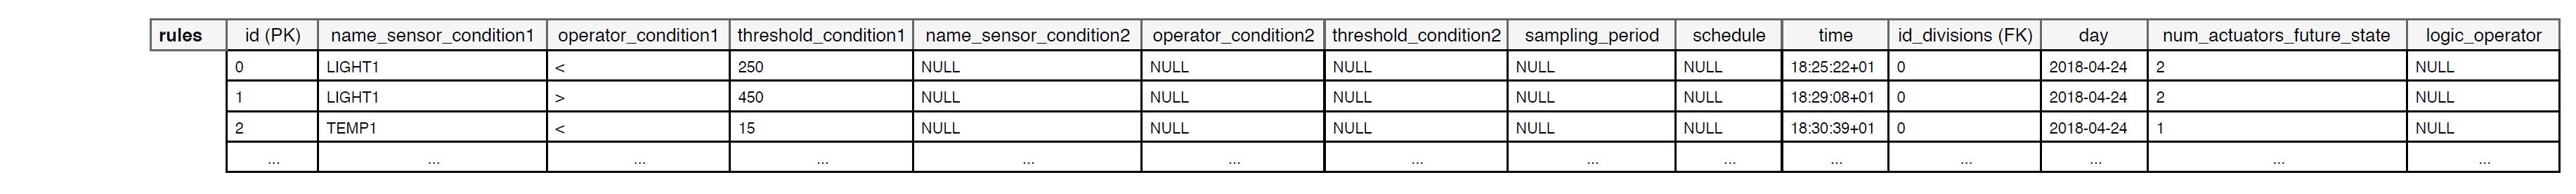 rules id (PK) name_sensor_condition1 operator_condition1 threshold_condition1 name_sensor_condition2 operator_condition2 threshold_condition2 sampling_period schedule time id_divisions (FK) day num_actuators_future_state logic_operator
0 LIGHT1 < 250 NULL NULL NULL NULL NULL 18:25:22+01 0 2018-04-24 2 NULL
1 LIGHT1 > 450 NULL NULL NULL NULL NULL 18:29:08+01 0 2018-04-24 2 NULL
2 TEMP1 < 15 NULL NULL NULL NULL NULL 18:30:39+01 0 2018-04-24 1 NULL
... ... ... ... ... ... ... ... ... ... ... ... ... ...